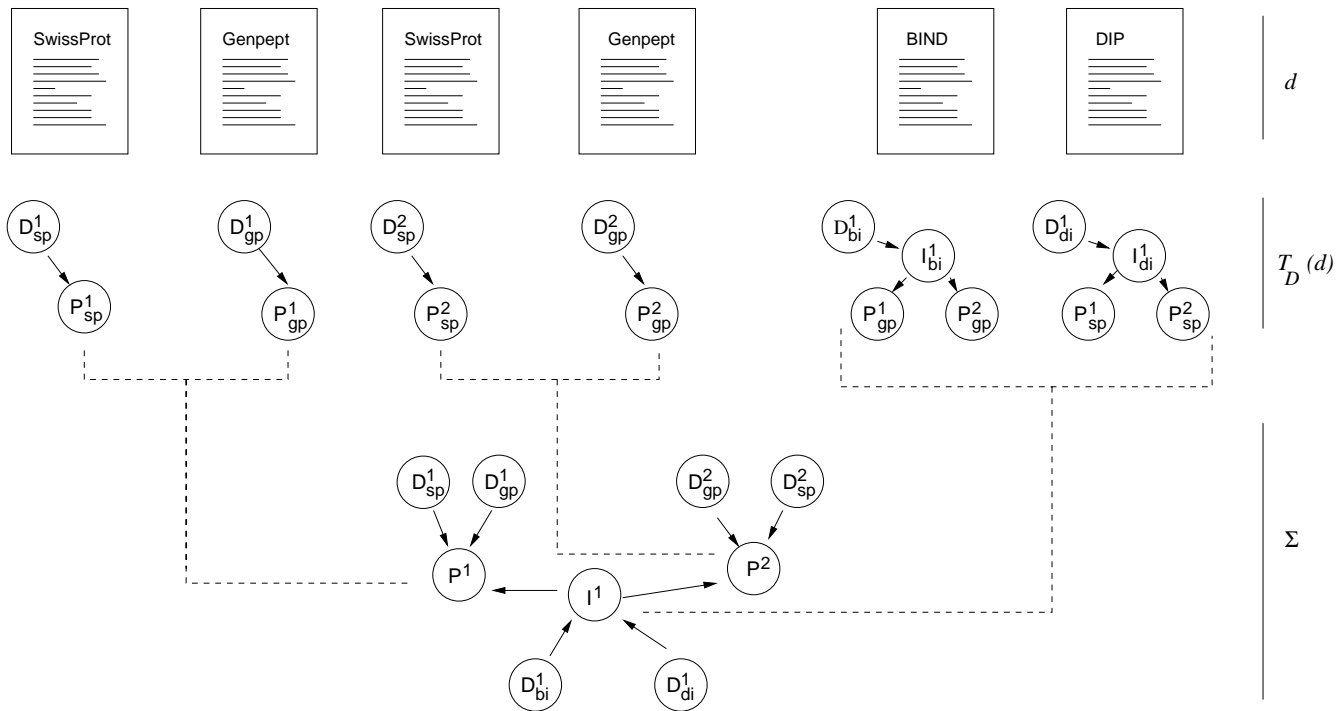 SwissProt
Genpept
SwissProt
Genpept
BIND
DIP
d
D¹sp
D¹gp
D²sp
D²gp
D¹bi
I¹bi
D¹di
I¹di
T_D (d)
P¹sp
P¹gp
P²sp
P²gp
P¹gp
P²gp
P¹sp
P²sp
D¹sp
D¹gp
D²gp
D²sp
Σ
P¹
P²
I¹
D¹bi
D¹di